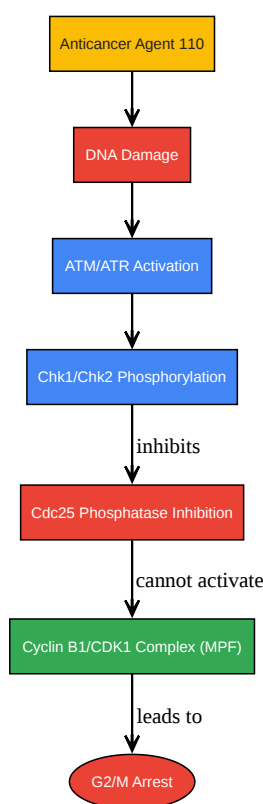 Anticancer Agent 110
DNA Damage
ATM/ATR Activation
Chk1/Chk2 Phosphorylation
inhibits
Cdc25 Phosphatase Inhibition
cannot activate
Cyclin B1/CDK1 Complex (MPF)
leads to
G2/M Arrest